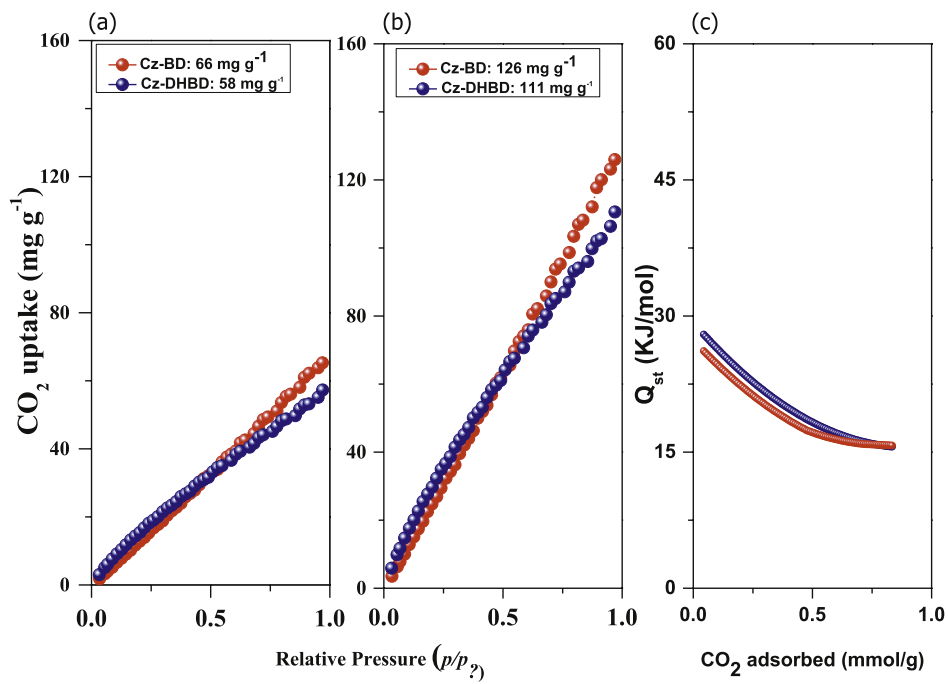 (a)
(b)
(c)
160
120
80
40
0
Cz-BD: 66 mg g⁻¹
Cz-DHBD: 58 mg g⁻¹
CO₂ uptake (mg g⁻¹)
0.0
0.5
1.0
160
120
80
40
0
Cz-BD: 126 mg g⁻¹
Cz-DHBD: 111 mg g⁻¹
0.0
0.5
1.0
Relative Pressure (p/p?)
60
45
30
15
0
Qst (KJ/mol)
0.0
0.5
1.0
CO₂ adsorbed (mmol/g)